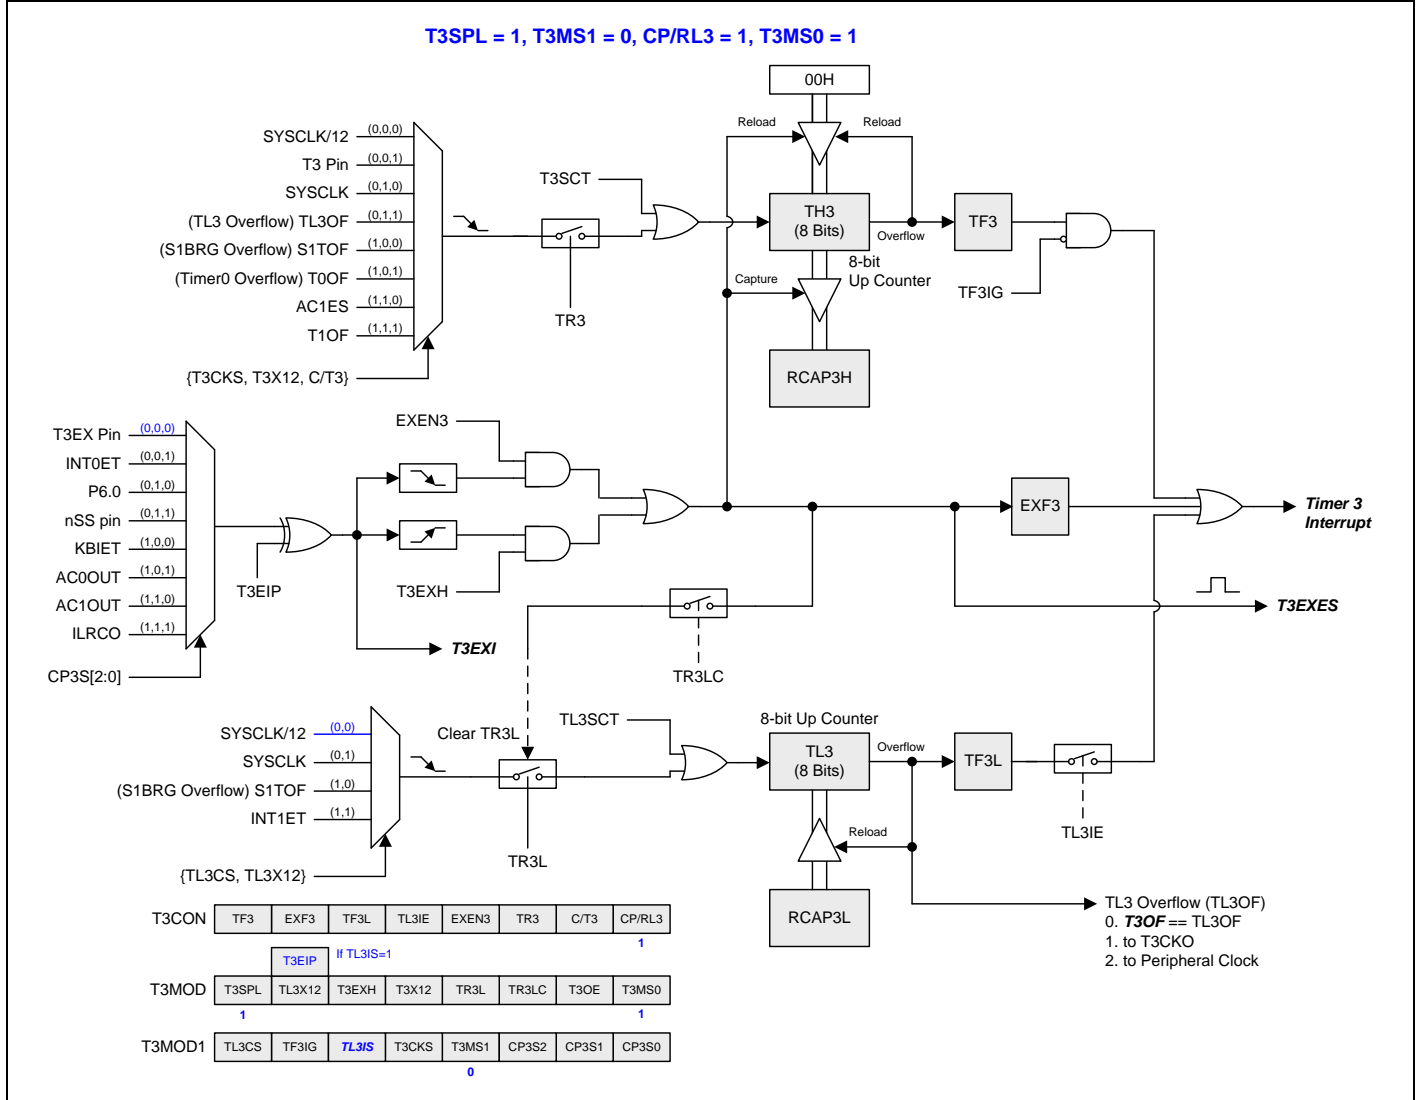 T3SPL = 1, T3MS1 = 0, CP/RL3 = 1, T3MS0 = 1
00H
Reload
Reload
SYSCLK/12 (0,0,0)
T3 Pin (0,0,1)
SYSCLK (0,1,0)
(TL3 Overflow) TL3OF (0,1,1)
(S1BRG Overflow) S1TOF (1,0,0)
(Timer0 Overflow) T0OF (1,0,1)
AC1ES (1,1,0)
T1OF (1,1,1)
{T3CKS, T3X12, C/T3}
TR3
T3SCT
TH3
(8 Bits)
Overflow
8-bit
Up Counter
Capture
RCAP3H
TF3
TF3IG
T3EX Pin (0,0,0)
INT0ET (0,0,1)
P6.0 (0,1,0)
nSS pin (0,1,1)
KBIET (1,0,0)
AC0OUT (1,0,1)
AC1OUT (1,1,0)
ILRCO (1,1,1)
CP3S[2:0]
T3EIP
EXEN3
T3EXH
T3EXI
EXF3
Timer 3
Interrupt
T3EXES
TR3LC
Clear TR3L
SYSCLK/12 (0,0)
SYSCLK (0,1)
(S1BRG Overflow) S1TOF (1,0)
INT1ET (1,1)
{TL3CS, TL3X12}
TR3L
TL3SCT
8-bit Up Counter
TL3
(8 Bits)
Overflow
Reload
RCAP3L
TF3L
TL3IE
TL3 Overflow (TL3OF)
0. T3OF == TL3OF
1. to T3CKO
2. to Peripheral Clock
T3CON TF3 EXF3 TF3L TL3IE EXEN3 TR3 C/T3 CP/RL3
1
T3EIP If TL3IS=1
T3MOD T3SPL TL3X12 T3EXH T3X12 TR3L TR3LC T3OE T3MS0
1 1
T3MOD1 TL3CS TF3IG TL3IS T3CKS T3MS1 CP3S2 CP3S1 CP3S0
0